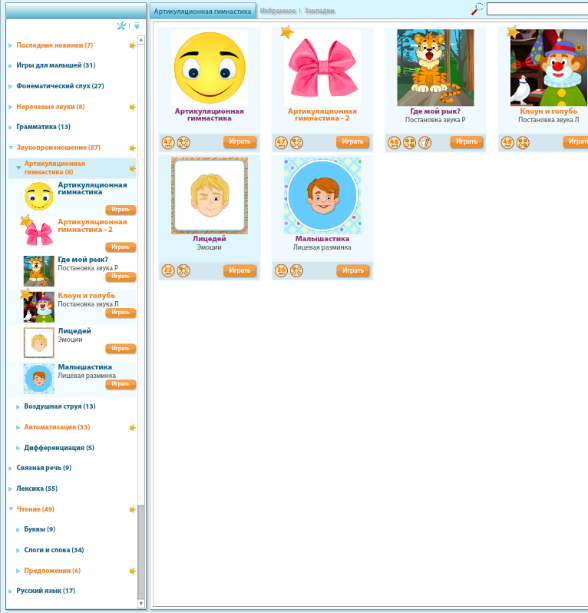 Артикуляционная гимнастика
Избранное
Закладки
Последние новинки (7)
Игры для малышей (31)
Фонематический слух (27)
Неречевые звуки (8)
Грамматика (13)
Звукопроизношение (57)
Артикуляционная
гимнастика (6)
Артикуляционная
гимнастика
Играть
Артикуляционная
гимнастика - 2
Играть
Где мой рык?
Постановка звука Р
Играть
Клоун и голубь
Постановка звука Л
Играть
Лицедей
Эмоции
Играть
Малышастика
Лицевая разминка
Играть
Воздушная струя (13)
Автоматизация (33)
Дифференциация (5)
Связная речь (9)
Лексика (55)
Чтение (49)
Буквы (9)
Слоги и слова (34)
Предложения (6)
Русский язык (17)
Артикуляционная
гимнастика
Играть
Артикуляционная
гимнастика - 2
Играть
Где мой рык?
Постановка звука Р
Играть
Клоун и голубь
Постановка звука Л
Лицедей
Эмоции
Играть
Малышастика
Лицевая разминка
Играть